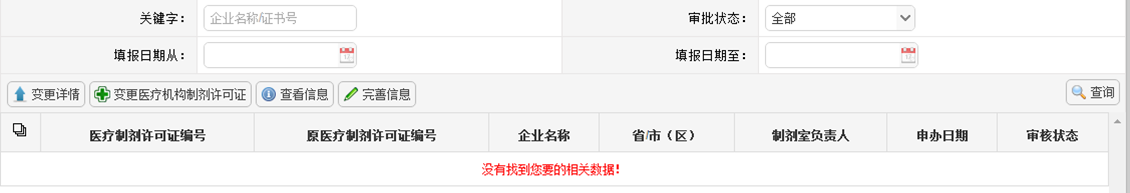 关键字： 企业名称/证书号 审批状态： 全部
填报日期从： 填报日期至：
变更详情 变更医疗机构制剂许可证 查看信息 完善信息 查询
医疗制剂许可证编号 原医疗制剂许可证编号 企业名称 省/市（区） 制剂室负责人 申办日期 审核状态
没有找到您要的相关数据!